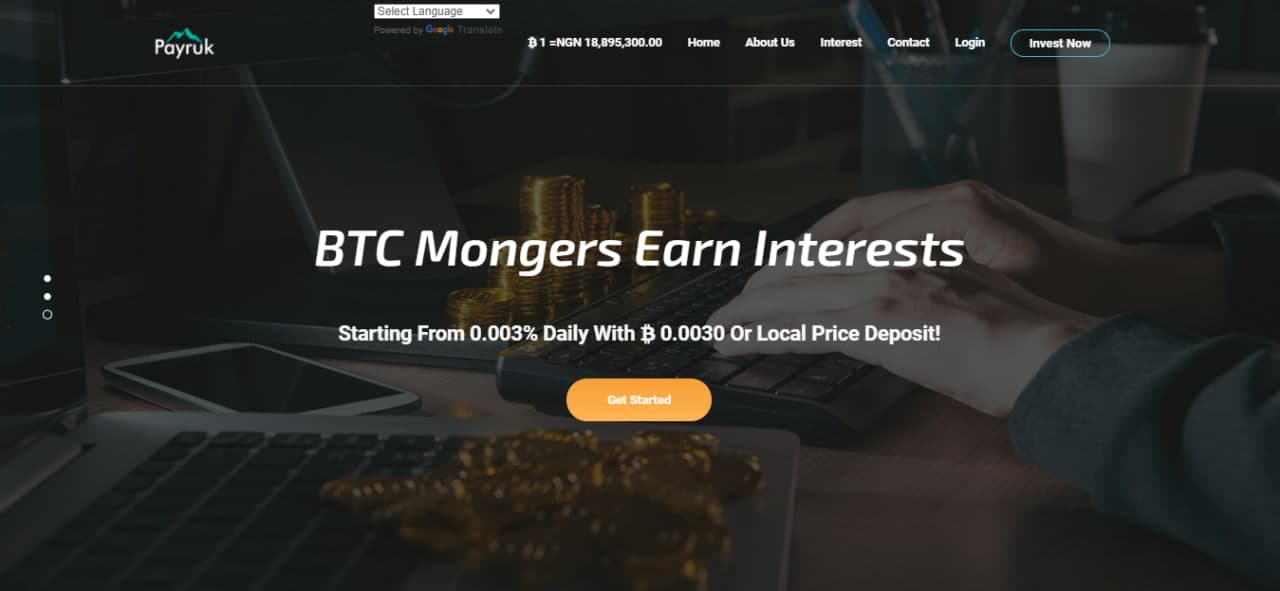 Select Language
Powered by Google Translate
Payruk
₿ 1 =NGN 18,895,300.00
Home
About Us
Interest
Contact
Login
Invest Now
BTC Mongers Earn Interests
Starting From 0.003% Daily With ₿ 0.0030 Or Local Price Deposit!
Get Started